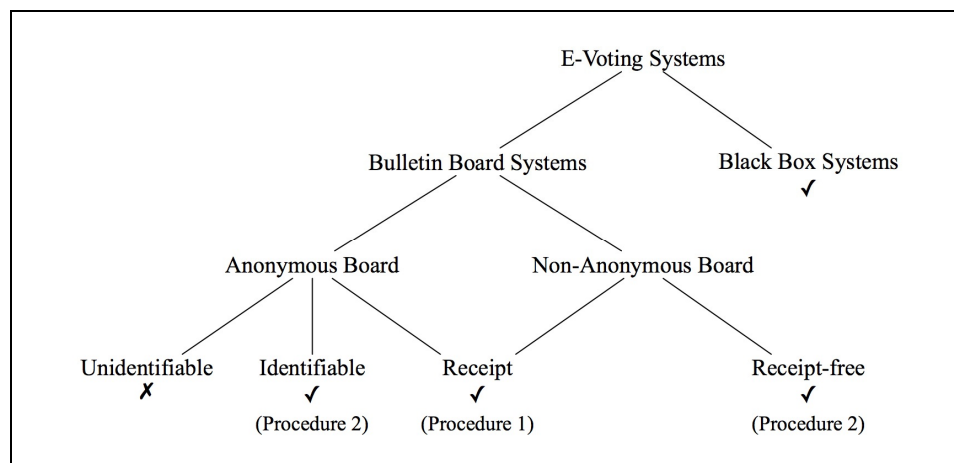 E-Voting Systems
Bulletin Board Systems
Black Box Systems
✓
Anonymous Board
Non-Anonymous Board
Unidentifiable
Identifiable
Receipt
Receipt-free
✗
✓
✓
✓
(Procedure 2)
(Procedure 1)
(Procedure 2)